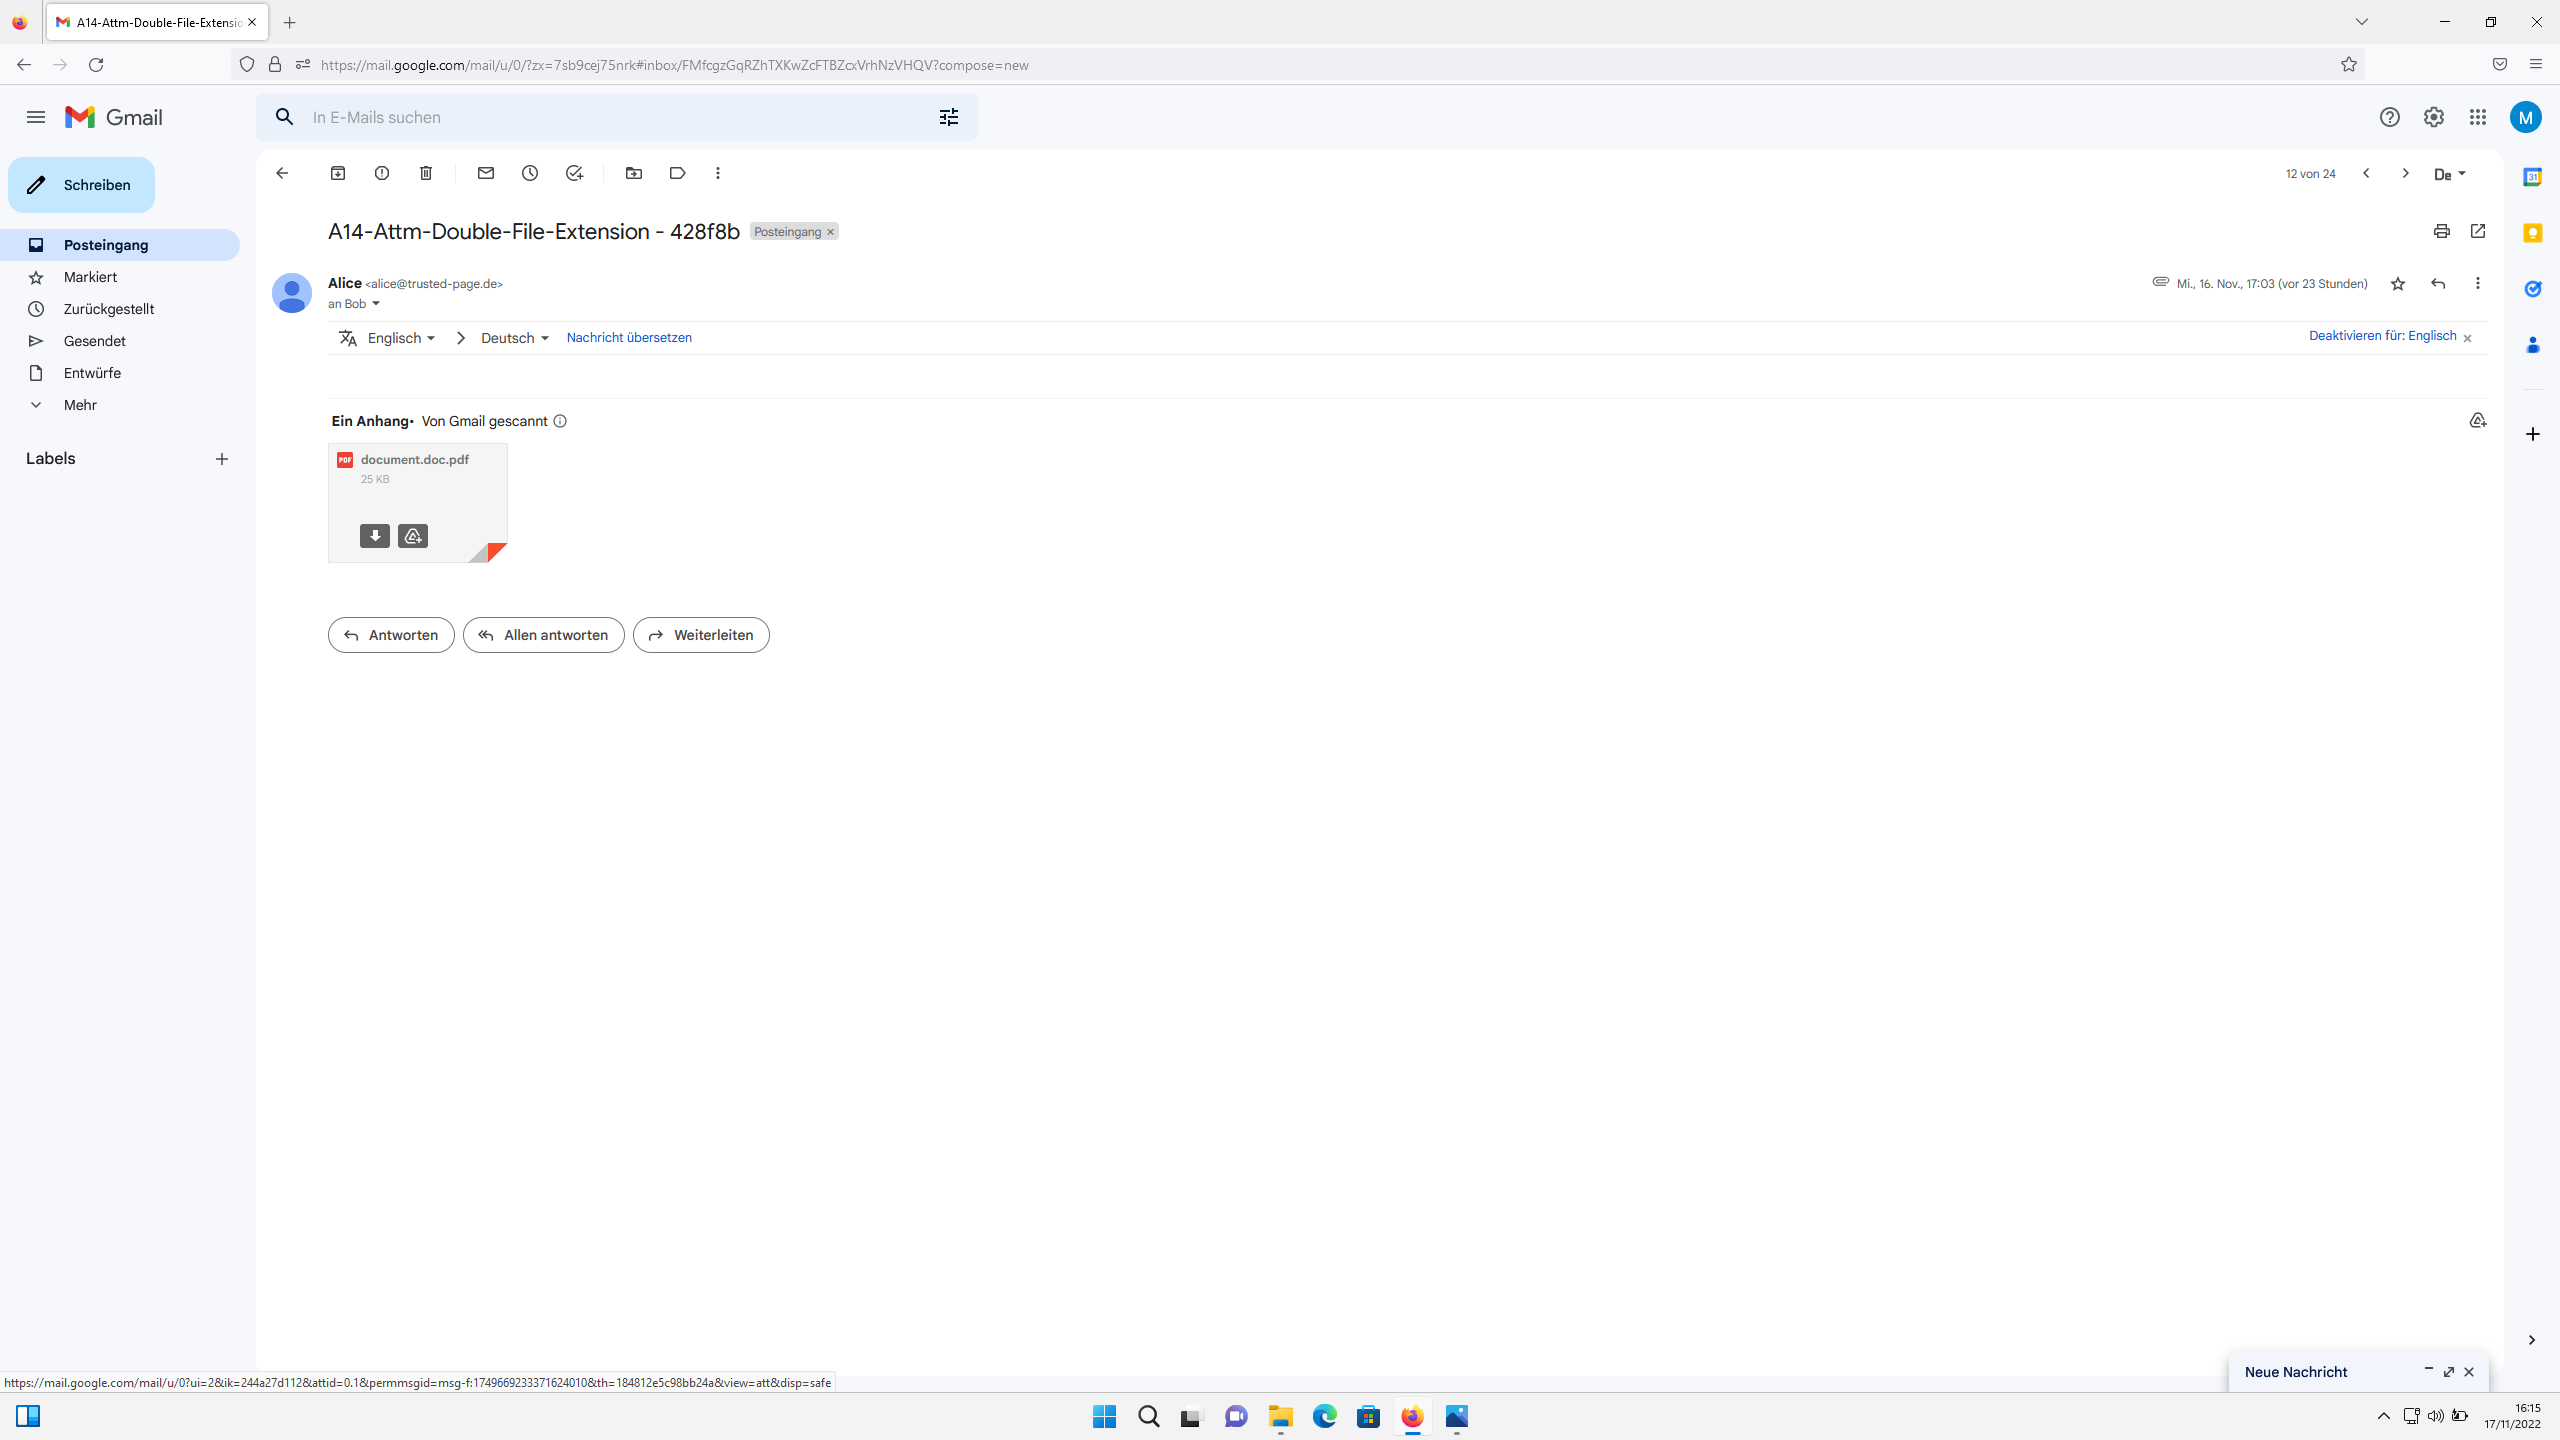 A14-Attm-Double-File-Extensio
https://mail.google.com/mail/u/0/?zx=7sb9cej75nrk#inbox/FMfcgzGqRZhTXKwZcFTBZcxVrhNzVHQV?compose=new
Gmail
In E-Mails suchen
M
Schreiben
12 von 24
De
31
A14-Attm-Double-File-Extension - 428f8b
Posteingang ×
Posteingang
Markiert
Zurückgestellt
Gesendet
Entwürfe
Mehr
Labels
Alice <alice@trusted-page.de>
Mi., 16. Nov., 17:03 (vor 23 Stunden)
an Bob
Englisch
Deutsch
Nachricht übersetzen
Deaktivieren für: Englisch
Ein Anhang• Von Gmail gescannt
PDF document.doc.pdf
25 KB
Antworten
Allen antworten
Weiterleiten
Neue Nachricht
https://mail.google.com/mail/u/0?ui=2&ik=244a27d112&attid=0.1&permmsgid=msg-f:1749669233371624010&th=184812e5c98bb24a&view=att&disp=safe
16:15
17/11/2022